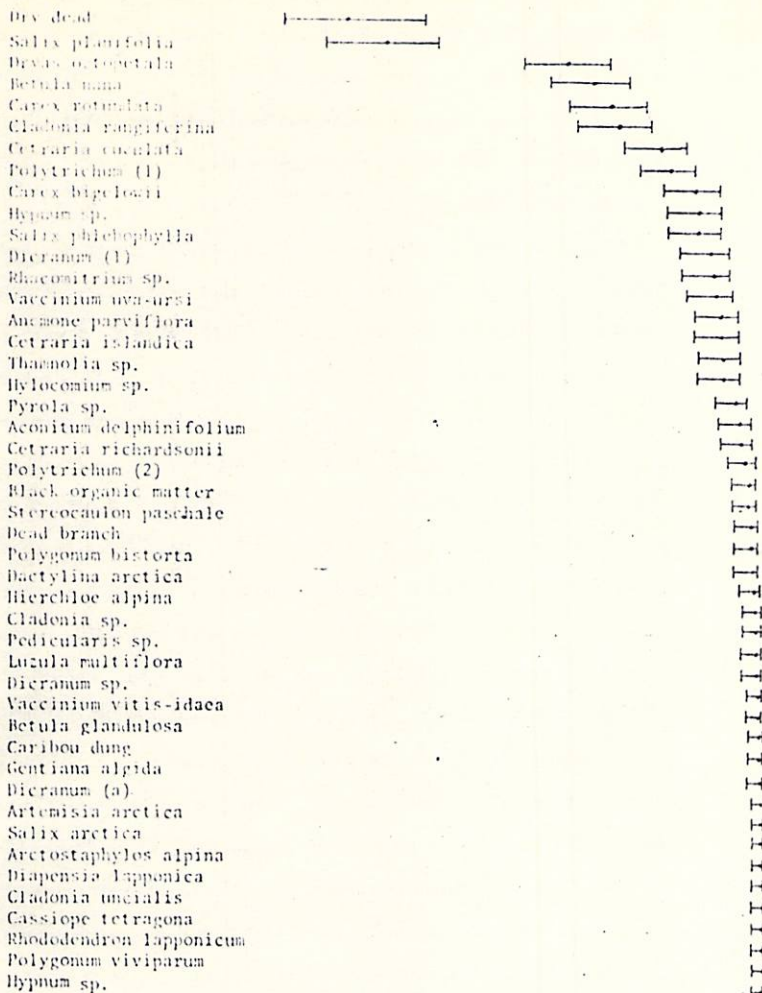 Dry dead
Salix planifolia
Dryas octopetala
Betula nana
Carex rotundata
Cladonia rangiferina
Cetraria cuculata
Polytrichum (1)
Carex bigelowii
Hypnum sp.
Salix phlebophylla
Dicranum (1)
Rhacomitrium sp.
Vaccinium uva-ursi
Anemone parviflora
Cetraria islandica
Thamnolia sp.
Hylocomium sp.
Pyrola sp.
Aconitum delphinifolium
Cetraria richardsonii
Polytrichum (2)
Black organic matter
Stereocaulon paschale
Dead branch
Polygonum bistorta
Dactylina arctica
Hierchloe alpina
Cladonia sp.
Pedicularis sp.
Luzula multiflora
Dicranum sp.
Vaccinium vitis-idaea
Betula glandulosa
Caribou dung
Gentiana algida
Dicranum (a)
Artemisia arctica
Salix arctica
Arctostaphylos alpina
Diapensia lapponica
Cladonia uncialis
Cassiope tetragona
Rhododendron lapponicum
Polygonum viviparum
Hypnum sp.